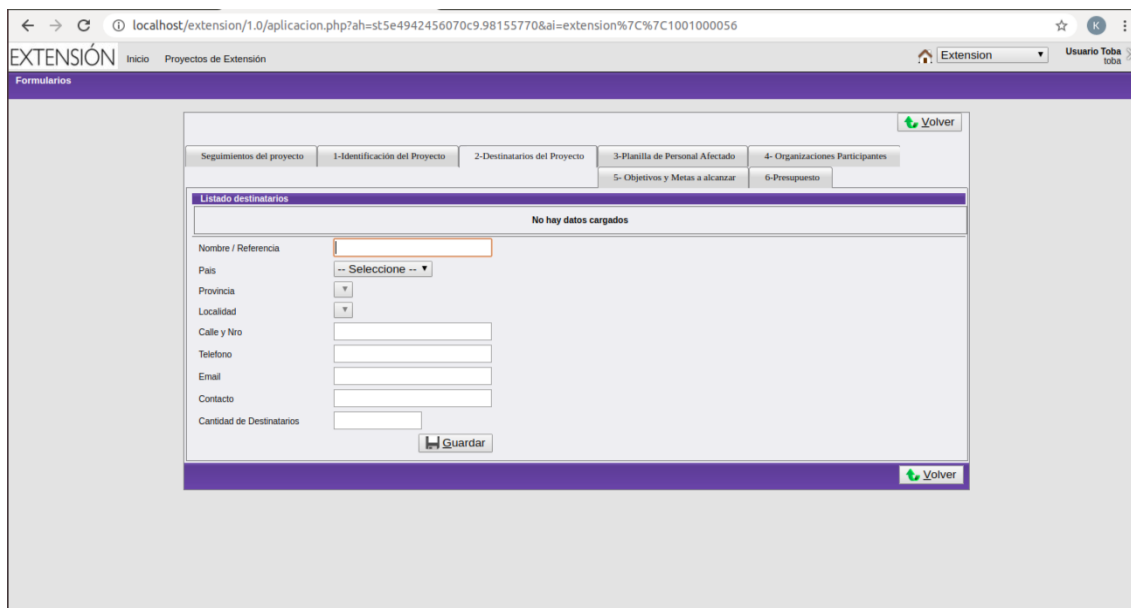 localhost/extension/1.0/aplicacion.php?ah=st5e4942456070c9.98155770&ai=extension%7C%7C1001000056
K
EXTENSIÓN Inicio Proyectos de Extensión Extension Usuario Toba
toba
Formularios
Volver
Seguimientos del proyecto 1-Identificación del Proyecto 2-Destinatarios del Proyecto 3-Planilla de Personal Afectado 4- Organizaciones Participantes
5- Objetivos y Metas a alcanzar 6-Presupuesto
Listado destinatarios
No hay datos cargados
Nombre / Referencia
Pais -- Seleccione --
Provincia
Localidad
Calle y Nro
Telefono
Email
Contacto
Cantidad de Destinatarios
Guardar
Volver